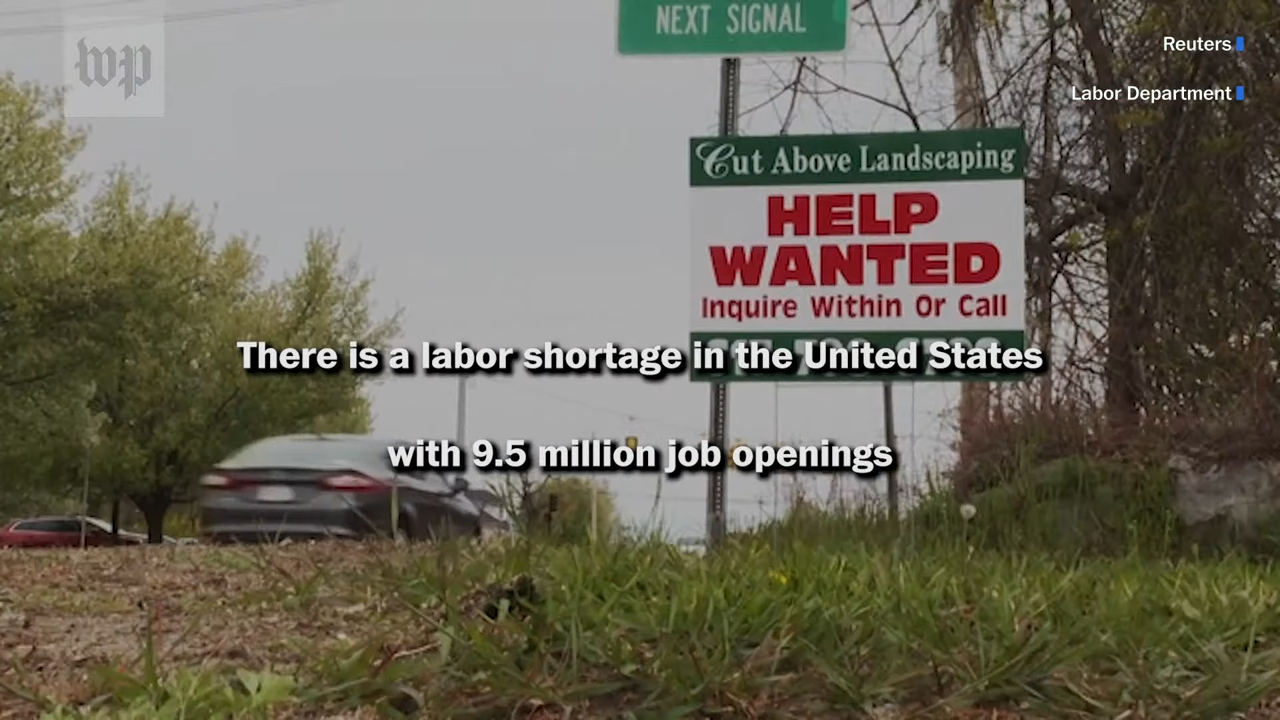 NEXT SIGNAL
wp
Reuters
Labor Department
Cut Above Landscaping
HELP
WANTED
Inquire Within Or Call
There is a labor shortage in the United States
with 9.5 million job openings